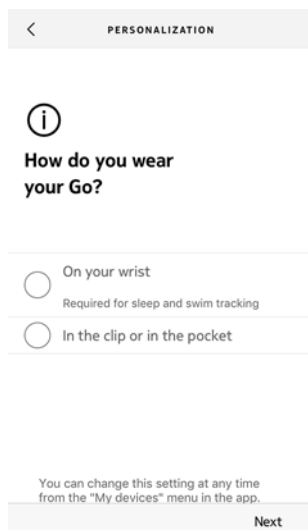 PERSONALIZATION
How do you wear
your Go?
On your wrist
Required for sleep and swim tracking
In the clip or in the pocket
You can change this setting at any time
from the "My devices" menu in the app.
Next